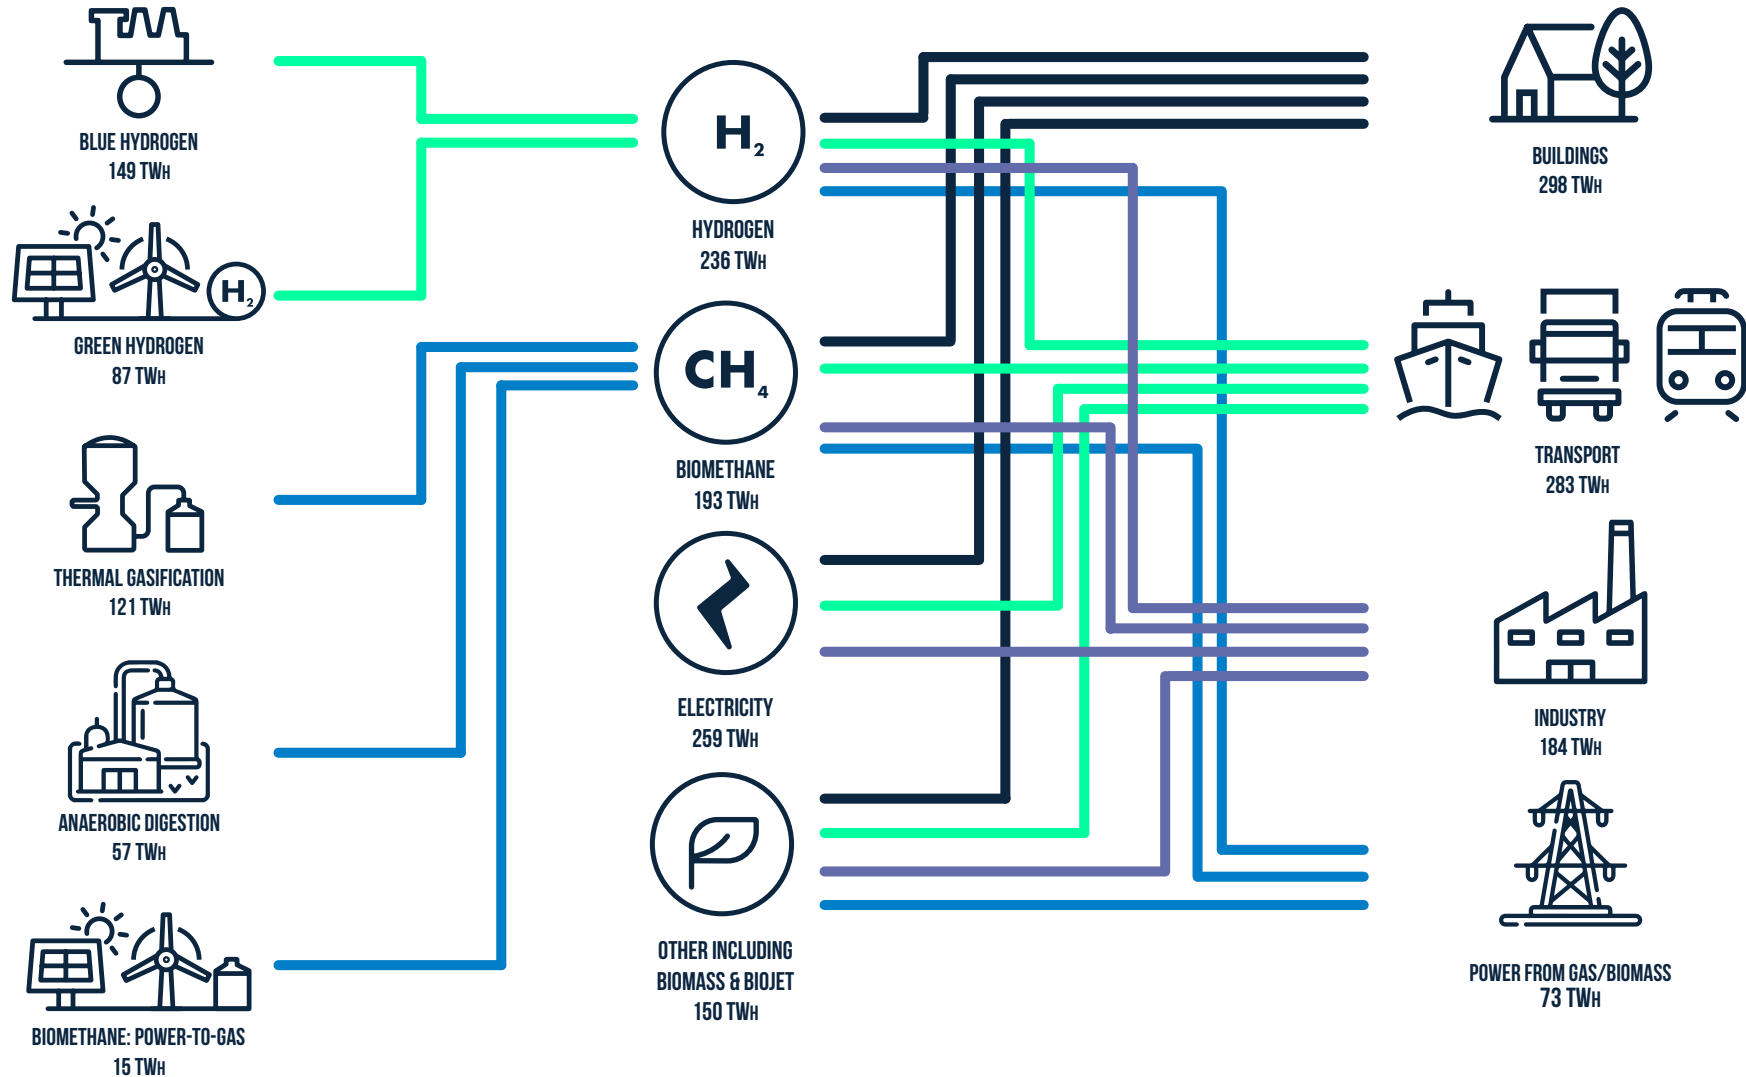 BLUE HYDROGEN
149 TWH
H2
GREEN HYDROGEN
87 TWH
THERMAL GASIFICATION
121 TWH
ANAEROBIC DIGESTION
57 TWH
BIOMETHANE: POWER-TO-GAS
15 TWH
H2
HYDROGEN
236 TWH
CH4
BIOMETHANE
193 TWH
ELECTRICITY
259 TWH
OTHER INCLUDING
BIOMASS & BIOJET
150 TWH
BUILDINGS
298 TWH
TRANSPORT
283 TWH
INDUSTRY
184 TWH
POWER FROM GAS/BIOMASS
73 TWH